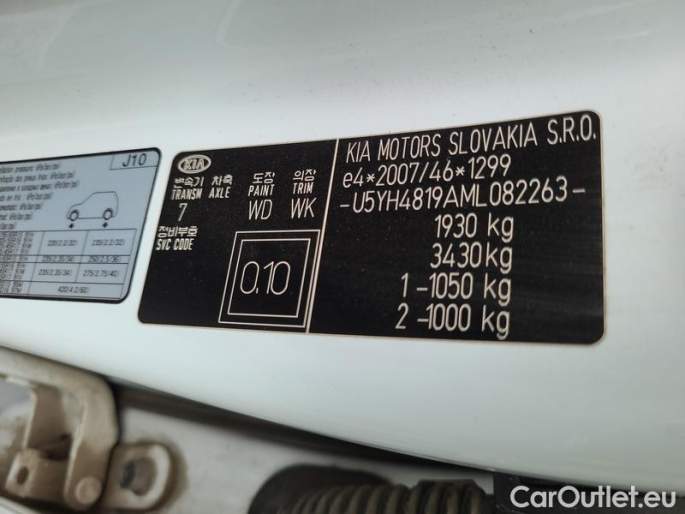 J10
KIA
변속기 차축 도장 의장
TRANSM AXLE PAINT TRIM
7 WD WK
정비부호
SVC CODE
0.10
KIA MOTORS SLOVAKIA S.R.O.
e4*2007/46*1299
-U5YH4819AML082263-
1930 kg
3430 kg
1-1050 kg
2-1000 kg
CarOutlet.eu